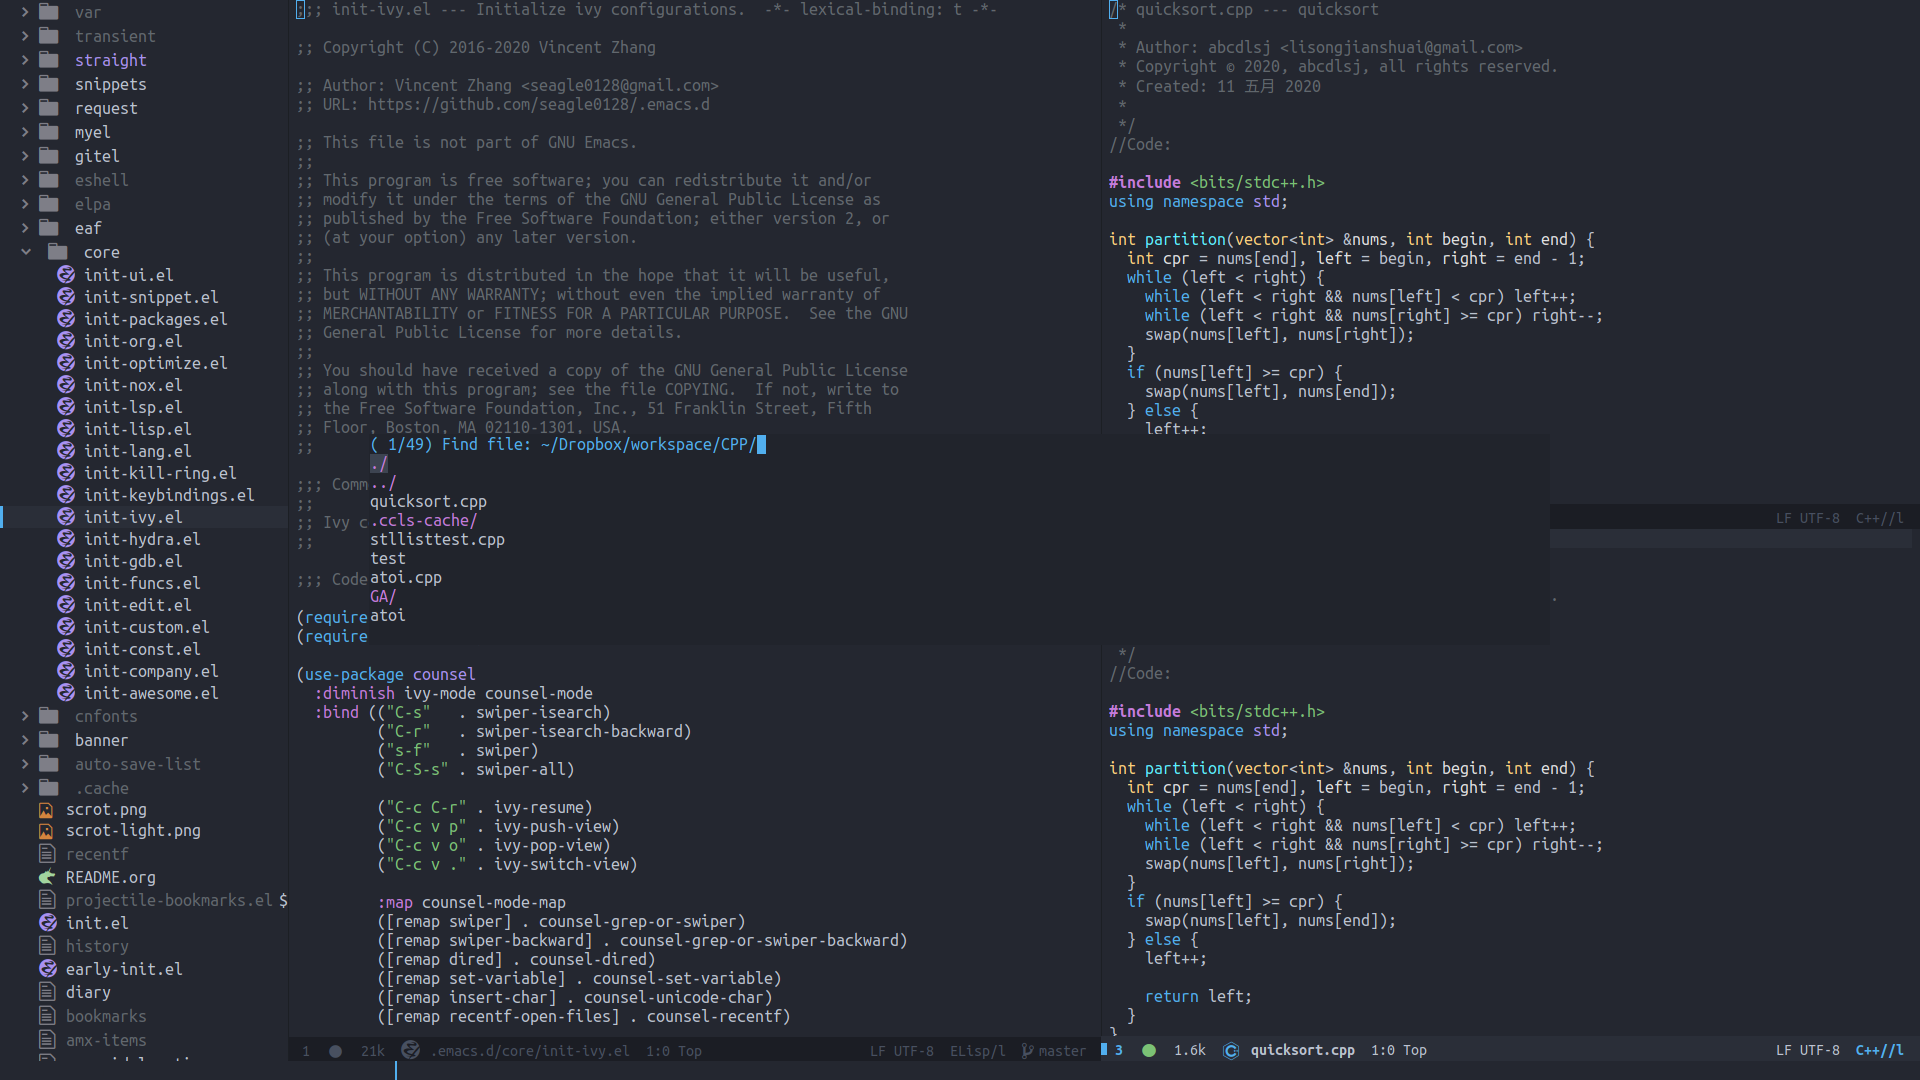 var
transient
straight
snippets
request
myel
gitel
eshell
elpa
eaf
core
init-ui.el
init-snippet.el
init-packages.el
init-org.el
init-optimize.el
init-nox.el
init-lsp.el
init-lisp.el
init-lang.el
init-kill-ring.el
init-keybindings.el
init-ivy.el
init-hydra.el
init-gdb.el
init-funcs.el
init-edit.el
init-custom.el
init-const.el
init-company.el
init-awesome.el
cnfonts
banner
auto-save-list
.cache
scrot.png
scrot-light.png
recentf
README.org
projectile-bookmarks.el $
init.el
history
early-init.el
diary
bookmarks
amx-items
;;; init-ivy.el --- Initialize ivy configurations.  -*- lexical-binding: t -*-
;; Copyright (C) 2016-2020 Vincent Zhang
;; Author: Vincent Zhang <seagle0128@gmail.com>
;; URL: https://github.com/seagle0128/.emacs.d
;; This file is not part of GNU Emacs.
;;
;; This program is free software; you can redistribute it and/or
;; modify it under the terms of the GNU General Public License as
;; published by the Free Software Foundation; either version 2, or
;; (at your option) any later version.
;;
;; This program is distributed in the hope that it will be useful,
;; but WITHOUT ANY WARRANTY; without even the implied warranty of
;; MERCHANTABILITY or FITNESS FOR A PARTICULAR PURPOSE.  See the GNU
;; General Public License for more details.
;;
;; You should have received a copy of the GNU General Public License
;; along with this program; see the file COPYING.  If not, write to
;; the Free Software Foundation, Inc., 51 Franklin Street, Fifth
;; Floor, Boston, MA 02110-1301, USA.
;;
;;; Comm
;;
;; Ivy c
;;
;;; Code
(require
(require
( 1/49) Find file: ~/Dropbox/workspace/CPP/
./
../
quicksort.cpp
.ccls-cache/
stllisttest.cpp
test
atoi.cpp
GA/
atoi
(use-package counsel
  :diminish ivy-mode counsel-mode
  :bind (("C-s"   . swiper-isearch)
         ("C-r"   . swiper-isearch-backward)
         ("s-f"   . swiper)
         ("C-S-s" . swiper-all)
         ("C-c C-r" . ivy-resume)
         ("C-c v p" . ivy-push-view)
         ("C-c v o" . ivy-pop-view)
         ("C-c v ." . ivy-switch-view)
         :map counsel-mode-map
         ([remap swiper] . counsel-grep-or-swiper)
         ([remap swiper-backward] . counsel-grep-or-swiper-backward)
         ([remap dired] . counsel-dired)
         ([remap set-variable] . counsel-set-variable)
         ([remap insert-char] . counsel-unicode-char)
         ([remap recentf-open-files] . counsel-recentf)
1 21k .emacs.d/core/init-ivy.el 1:0 Top LF UTF-8 ELisp/l master
/* quicksort.cpp --- quicksort
 *
 * Author: abcdlsj <lisongjianshuai@gmail.com>
 * Copyright © 2020, abcdlsj, all rights reserved.
 * Created: 11 五月 2020
 *
 */
//Code:
#include <bits/stdc++.h>
using namespace std;
int partition(vector<int> &nums, int begin, int end) {
  int cpr = nums[end], left = begin, right = end - 1;
  while (left < right) {
    while (left < right && nums[left] < cpr) left++;
    while (left < right && nums[right] >= cpr) right--;
    swap(nums[left], nums[right]);
  }
  if (nums[left] >= cpr) {
    swap(nums[left], nums[end]);
  } else {
    left++;
LF UTF-8 C++//l
.
 */
//Code:
#include <bits/stdc++.h>
using namespace std;
int partition(vector<int> &nums, int begin, int end) {
  int cpr = nums[end], left = begin, right = end - 1;
  while (left < right) {
    while (left < right && nums[left] < cpr) left++;
    while (left < right && nums[right] >= cpr) right--;
    swap(nums[left], nums[right]);
  }
  if (nums[left] >= cpr) {
    swap(nums[left], nums[end]);
  } else {
    left++;
    return left;
  }
}
3 1.6k quicksort.cpp 1:0 Top LF UTF-8 C++//l